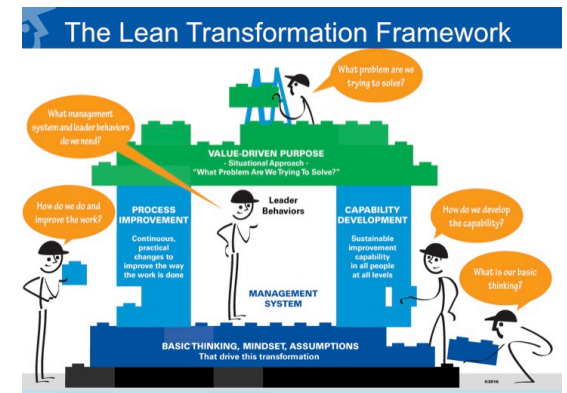 The Lean Transformation Framework
What problem are we
trying to solve?
What management
system and leader behaviors
do we need?
VALUE-DRIVEN PURPOSE
- Situational Approach -
"What Problem Are We Trying To Solve?"
How do we do and
improve the work?
PROCESS
IMPROVEMENT
Continuous,
practical
changes to
improve the way
the work is done
Leader
Behaviors
MANAGEMENT
SYSTEM
CAPABILITY
DEVELOPMENT
Sustainable
improvement
capability
in all people
at all levels
How do we develop
the capability?
What is our basic
thinking?
BASIC THINKING, MINDSET, ASSUMPTIONS
That drive this transformation